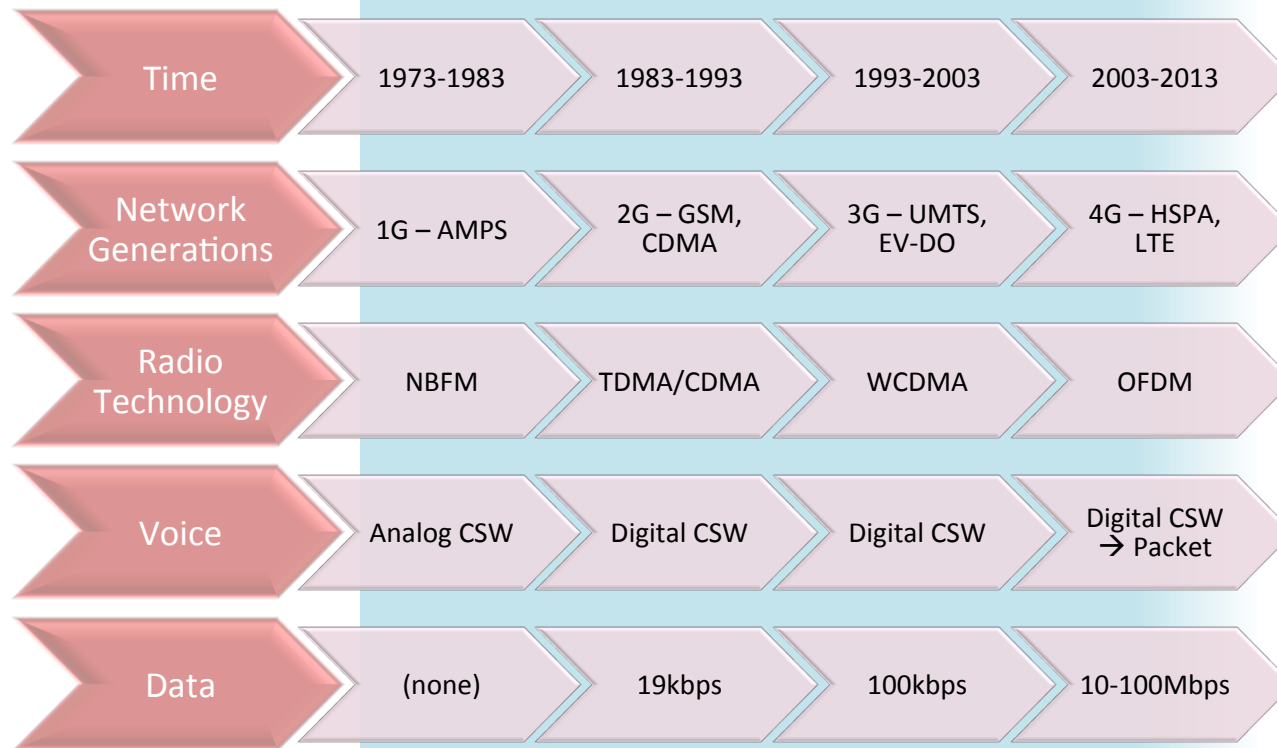 Time
1973-1983
1983-1993
1993-2003
2003-2013
Network
Generations
1G – AMPS
2G – GSM,
CDMA
3G – UMTS,
EV-DO
4G – HSPA,
LTE
Radio
Technology
NBFM
TDMA/CDMA
WCDMA
OFDM
Voice
Analog CSW
Digital CSW
Digital CSW
Digital CSW
→ Packet
Data
(none)
19kbps
100kbps
10-100Mbps